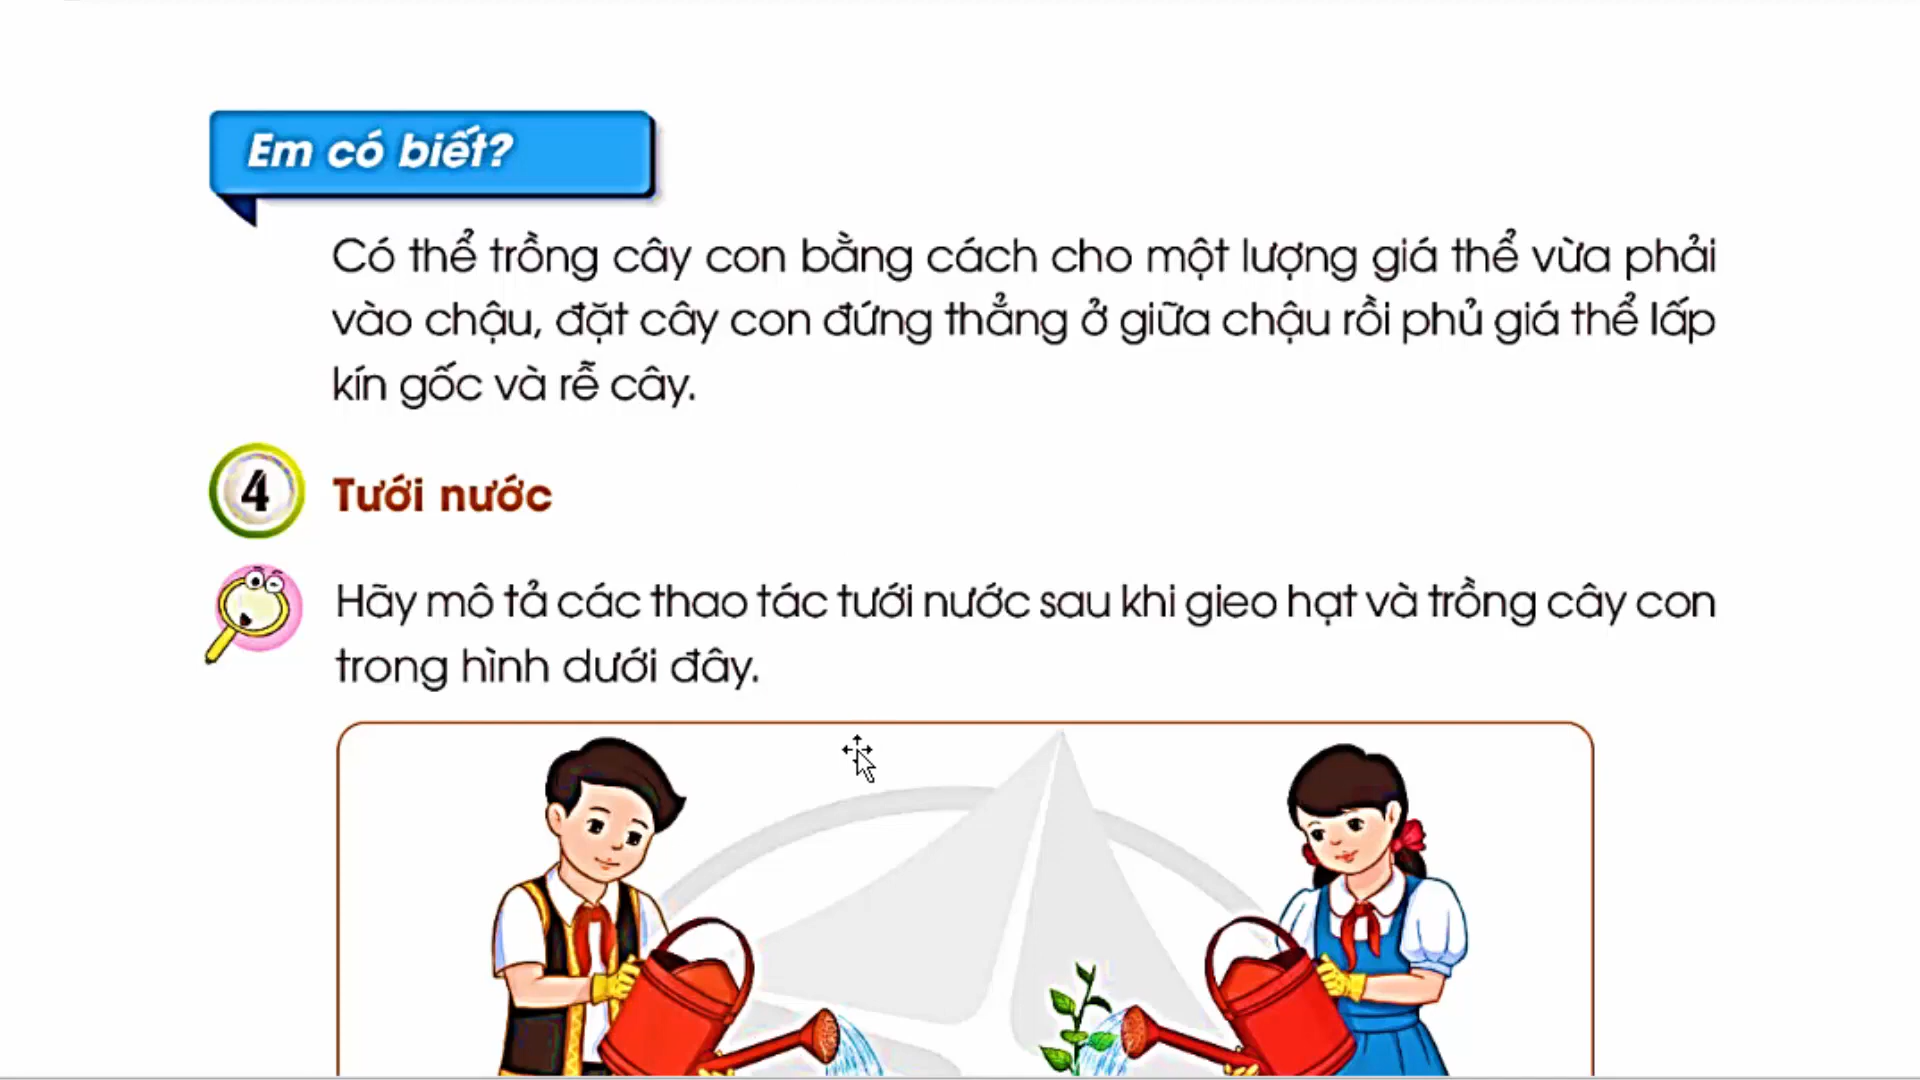 Em có biết?
Có thể trồng cây con bằng cách cho một lượng giá thể vừa phải
vào chậu, đặt cây con đứng thẳng ở giữa chậu rồi phủ giá thể lấp
kín gốc và rễ cây.
4 Tưới nước
Hãy mô tả các thao tác tưới nước sau khi gieo hạt và trồng cây con
trong hình dưới đây.